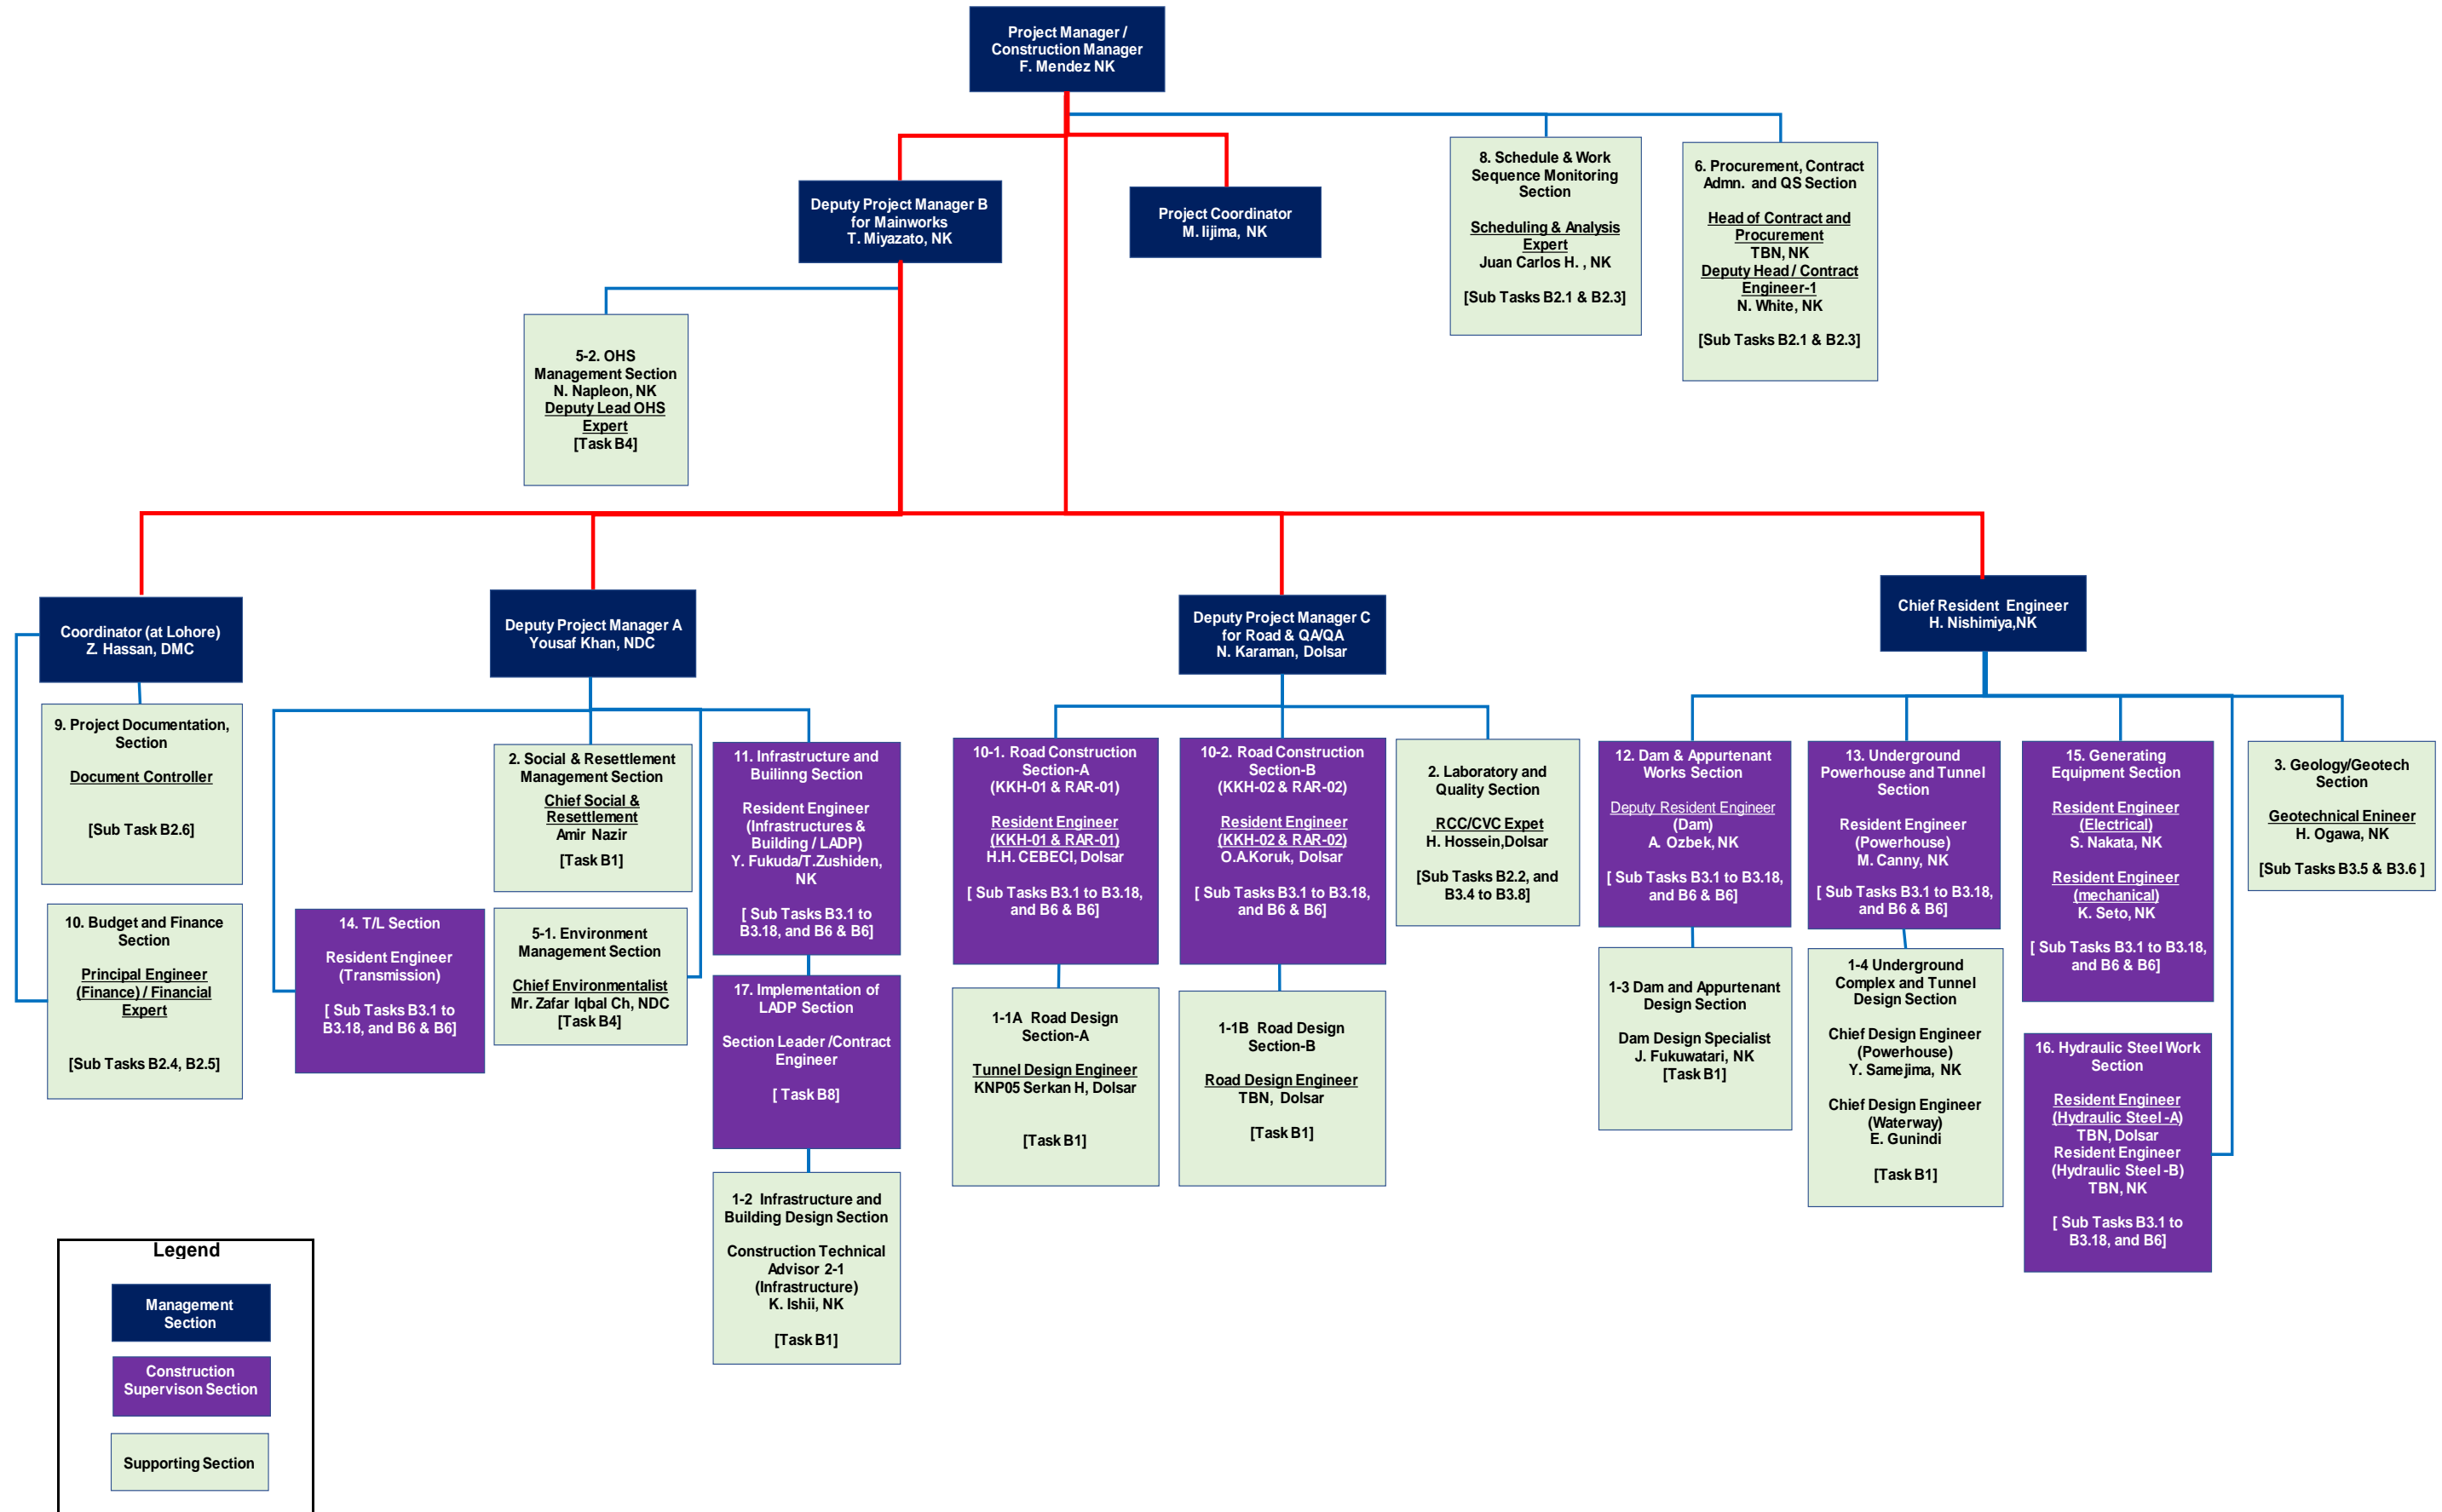 Project Manager /
Construction Manager
F. Mendez NK
Deputy Project Manager B
for Mainworks
T. Miyazato, NK
Project Coordinator
M. Iijima, NK
8. Schedule & Work
Sequence Monitoring
Section
Scheduling & Analysis
Expert
Juan Carlos H. , NK
[Sub Tasks B2.1 & B2.3]
6. Procurement, Contract
Admn. and QS Section
Head of Contract and
Procurement
TBN, NK
Deputy Head / Contract
Engineer-1
N. White, NK
[Sub Tasks B2.1 & B2.3]
5-2. OHS
Management Section
N. Napleon, NK
Deputy Lead OHS
Expert
[Task B4]
Coordinator (at Lohore)
Z. Hassan, DMC
Deputy Project Manager A
Yousaf Khan, NDC
Deputy Project Manager C
for Road & QA/QA
N. Karaman, Dolsar
Chief Resident Engineer
H. Nishimiya,NK
9. Project Documentation,
Section
Document Controller
[Sub Task B2.6]
10. Budget and Finance
Section
Principal Engineer
(Finance) / Financial
Expert
[Sub Tasks B2.4, B2.5]
14. T/L Section
Resident Engineer
(Transmission)
[ Sub Tasks B3.1 to
B3.18, and B6 & B6]
2. Social & Resettlement
Management Section
Chief Social &
Resettlement
Amir Nazir
[Task B1]
5-1. Environment
Management Section
Chief Environmentalist
Mr. Zafar Iqbal Ch, NDC
[Task B4]
11. Infrastructure and
Builinng Section
Resident Engineer
(Infrastructures &
Building / LADP)
Y. Fukuda/T.Zushiden,
NK
[ Sub Tasks B3.1 to
B3.18, and B6 & B6]
17. Implementation of
LADP Section
Section Leader /Contract
Engineer
[ Task B8]
1-2 Infrastructure and
Building Design Section
Construction Technical
Advisor 2-1
(Infrastructure)
K. Ishii, NK
[Task B1]
10-1. Road Construction
Section-A
(KKH-01 & RAR-01)
Resident Engineer
(KKH-01 & RAR-01)
H.H. CEBECI, Dolsar
[ Sub Tasks B3.1 to B3.18,
and B6 & B6]
1-1A Road Design
Section-A
Tunnel Design Engineer
KNP05 Serkan H, Dolsar
[Task B1]
10-2. Road Construction
Section-B
(KKH-02 & RAR-02)
Resident Engineer
(KKH-02 & RAR-02)
O.A.Koruk, Dolsar
[ Sub Tasks B3.1 to B3.18,
and B6 & B6]
1-1B Road Design
Section-B
Road Design Engineer
TBN, Dolsar
[Task B1]
2. Laboratory and
Quality Section
RCC/CVC Expet
H. Hossein,Dolsar
[Sub Tasks B2.2, and
B3.4 to B3.8]
12. Dam & Appurtenant
Works Section
Deputy Resident Engineer
(Dam)
A. Ozbek, NK
[ Sub Tasks B3.1 to B3.18,
and B6 & B6]
1-3 Dam and Appurtenant
Design Section
Dam Design Specialist
J. Fukuwatari, NK
[Task B1]
13. Underground
Powerhouse and Tunnel
Section
Resident Engineer
(Powerhouse)
M. Canny, NK
[ Sub Tasks B3.1 to B3.18,
and B6 & B6]
1-4 Underground
Complex and Tunnel
Design Section
Chief Design Engineer
(Powerhouse)
Y. Samejima, NK
Chief Design Engineer
(Waterway)
E. Gunindi
[Task B1]
15. Generating
Equipment Section
Resident Engineer
(Electrical)
S. Nakata, NK
Resident Engineer
(mechanical)
K. Seto, NK
[ Sub Tasks B3.1 to B3.18,
and B6 & B6]
16. Hydraulic Steel Work
Section
Resident Engineer
(Hydraulic Steel -A)
TBN, Dolsar
Resident Engineer
(Hydraulic Steel -B)
TBN, NK
[ Sub Tasks B3.1 to
B3.18, and B6]
3. Geology/Geotech
Section
Geotechnical Enineer
H. Ogawa, NK
[Sub Tasks B3.5 & B3.6 ]
Legend
Management
Section
Construction
Supervison Section
Supporting Section